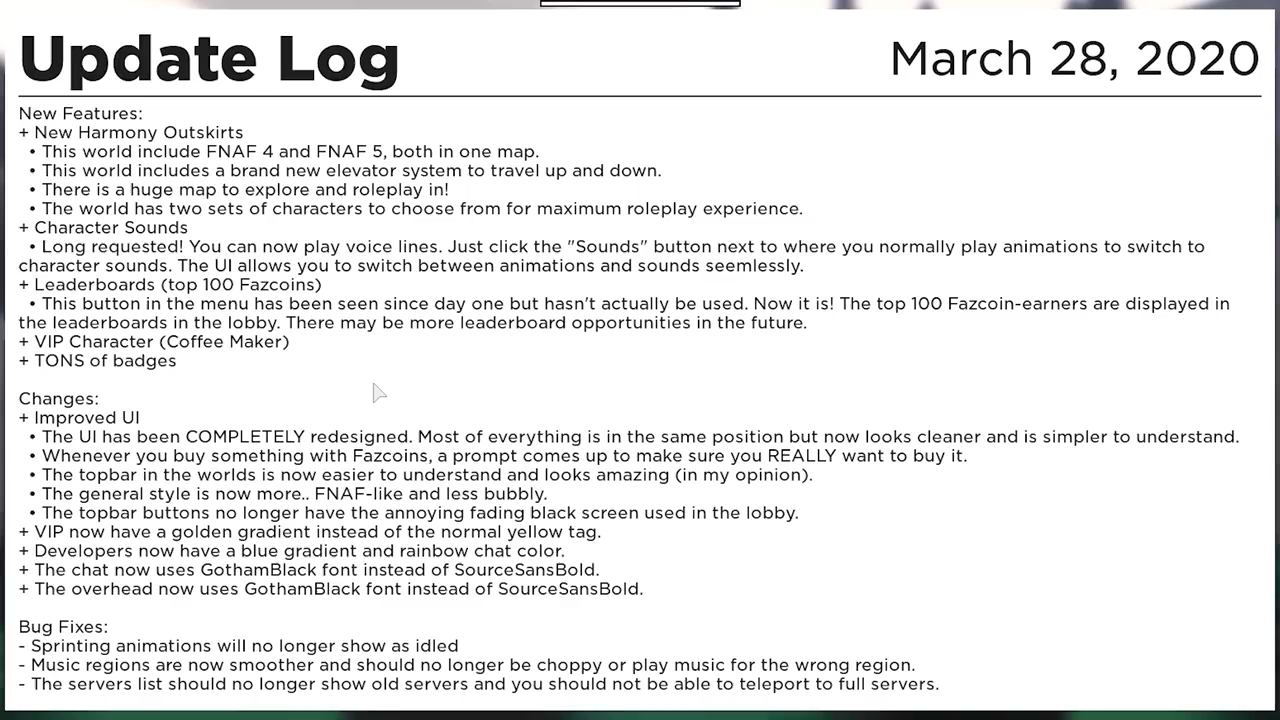 Update Log
March 28, 2020
New Features:
+ New Harmony Outskirts
• This world include FNAF 4 and FNAF 5, both in one map.
• This world includes a brand new elevator system to travel up and down.
• There is a huge map to explore and roleplay in!
• The world has two sets of characters to choose from for maximum roleplay experience.
+ Character Sounds
• Long requested! You can now play voice lines. Just click the "Sounds" button next to where you normally play animations to switch to
character sounds. The UI allows you to switch between animations and sounds seemlessly.
+ Leaderboards (top 100 Fazcoins)
• This button in the menu has been seen since day one but hasn't actually be used. Now it is! The top 100 Fazcoin-earners are displayed in
the leaderboards in the lobby. There may be more leaderboard opportunities in the future.
+ VIP Character (Coffee Maker)
+ TONS of badges
Changes:
+ Improved UI
• The UI has been COMPLETELY redesigned. Most of everything is in the same position but now looks cleaner and is simpler to understand.
• Whenever you buy something with Fazcoins, a prompt comes up to make sure you REALLY want to buy it.
• The topbar in the worlds is now easier to understand and looks amazing (in my opinion).
• The general style is now more.. FNAF-like and less bubbly.
• The topbar buttons no longer have the annoying fading black screen used in the lobby.
+ VIP now have a golden gradient instead of the normal yellow tag.
+ Developers now have a blue gradient and rainbow chat color.
+ The chat now uses GothamBlack font instead of SourceSansBold.
+ The overhead now uses GothamBlack font instead of SourceSansBold.
Bug Fixes:
- Sprinting animations will no longer show as idled
- Music regions are now smoother and should no longer be choppy or play music for the wrong region.
- The servers list should no longer show old servers and you should not be able to teleport to full servers.